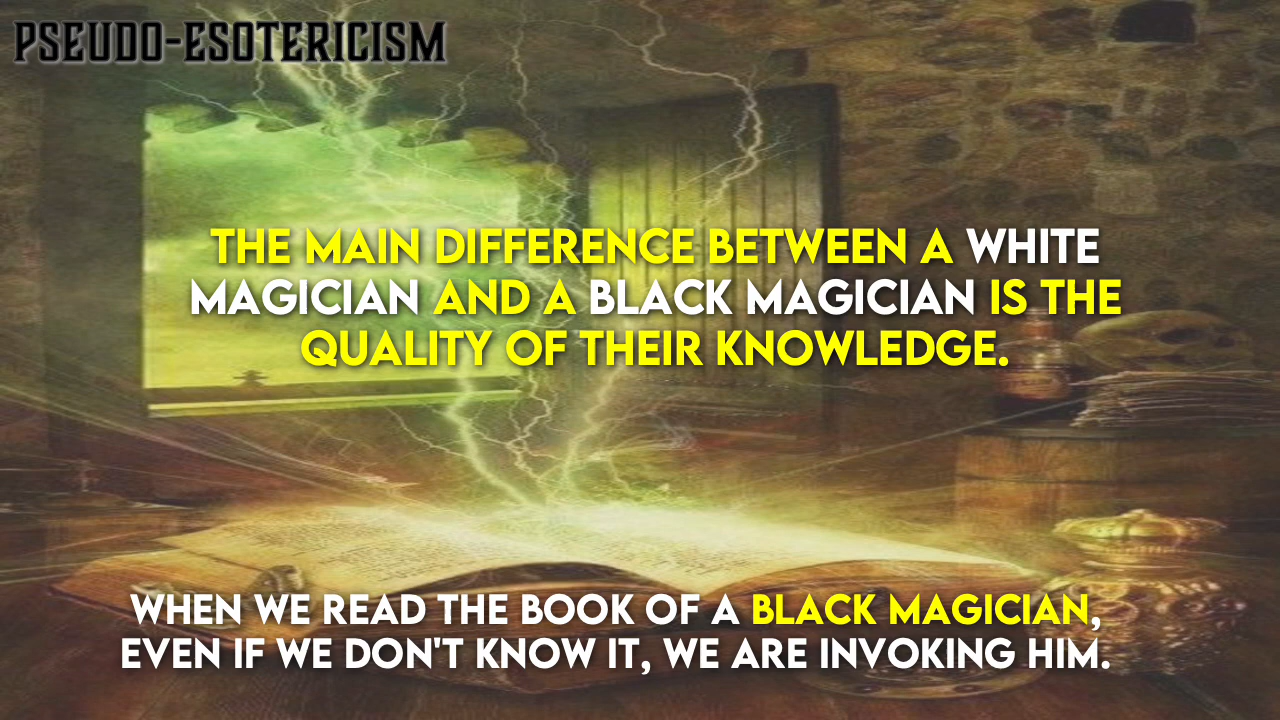 PSEUDO-ESOTERICISM
THE MAIN DIFFERENCE BETWEEN A WHITE
MAGICIAN AND A BLACK MAGICIAN IS THE
QUALITY OF THEIR KNOWLEDGE.
WHEN WE READ THE BOOK OF A BLACK MAGICIAN,
EVEN IF WE DON'T KNOW IT, WE ARE INVOKING HIM.